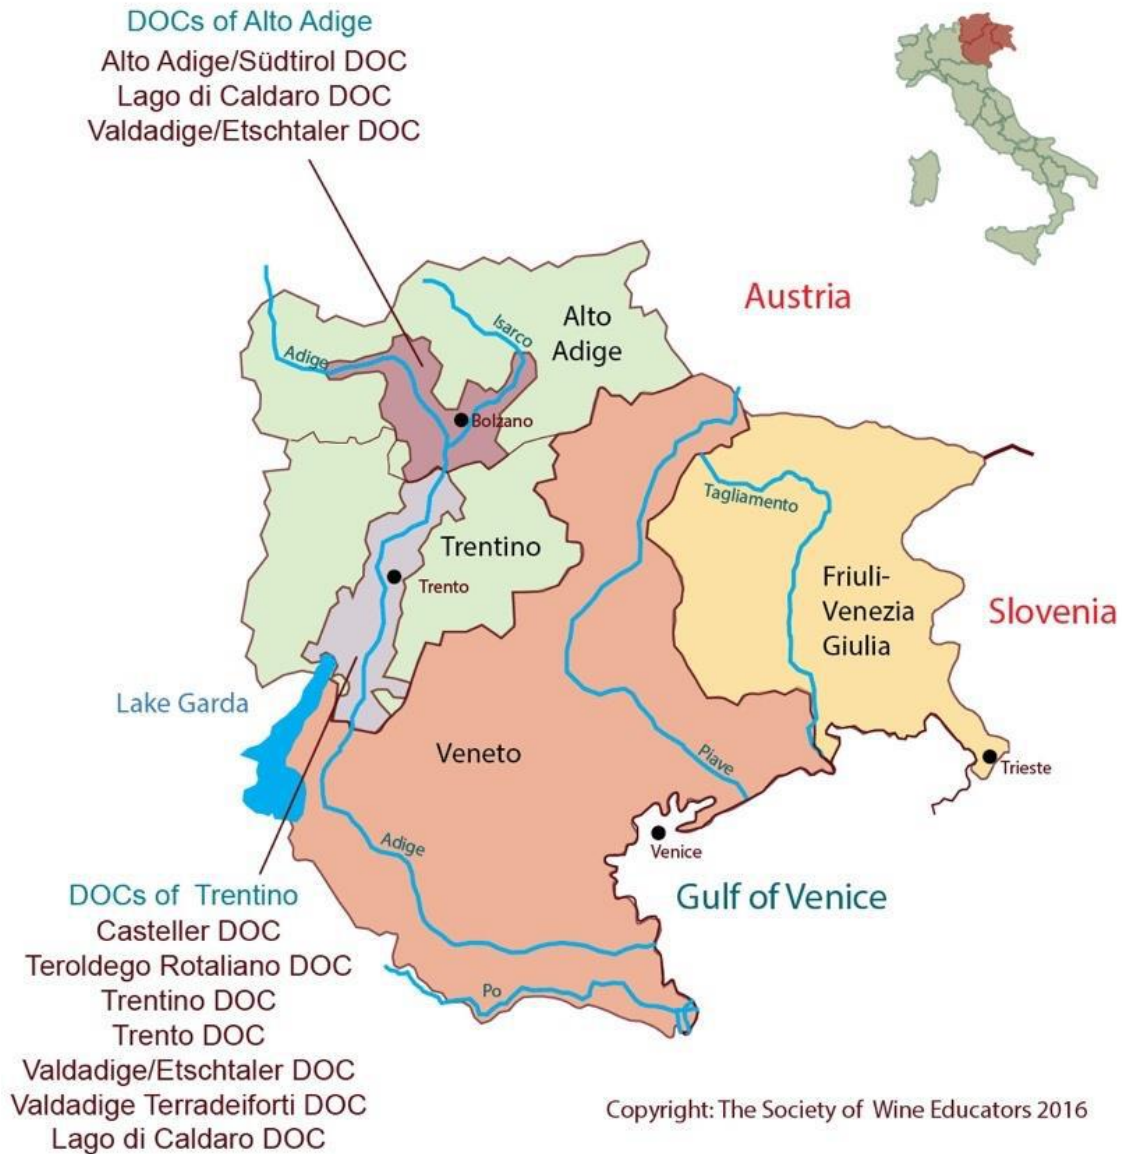 DOCs of Alto Adige
Alto Adige/Südtirol DOC
Lago di Caldaro DOC
Valdadige/Etschtaler DOC
Austria
Isarco
Alto
Adige
Adige
Bolzano
Tagliamento
Trentino
Trento
Friuli-
Venezia
Giulia
Slovenia
Lake Garda
Veneto
Piave
Trieste
Adige
Venice
Gulf of Venice
DOCs of Trentino
Casteller DOC
Teroldego Rotaliano DOC
Trentino DOC
Trento DOC
Valdadige/Etschtaler DOC
Valdadige Terradeiforti DOC
Lago di Caldaro DOC
Po
Copyright: The Society of Wine Educators 2016